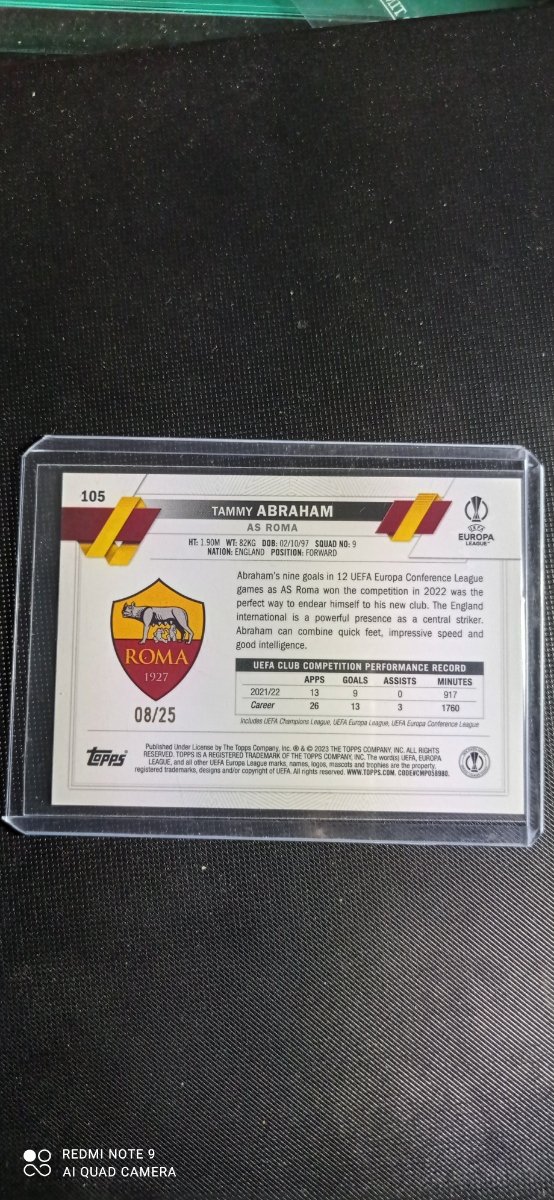 105
TAMMY ABRAHAM
AS ROMA
HT: 1.90M WT: 82KG DOB: 02/10/97 SQUAD NO: 9
NATION: ENGLAND POSITION: FORWARD
UEFA
EUROPA
LEAGUE™
Abraham's nine goals in 12 UEFA Europa Conference League
games as AS Roma won the competition in 2022 was the
perfect way to endear himself to his new club. The England
international is a powerful presence as a central striker.
Abraham can combine quick feet, impressive speed and
good intelligence.
ROMA
1927
08/25
UEFA CLUB COMPETITION PERFORMANCE RECORD
APPS GOALS ASSISTS MINUTES
2021/22 13 9 0 917
Career 26 13 3 1760
Includes UEFA Champions League, UEFA Europa League, UEFA Europa Conference League
Topps
Published Under License by The Topps Company, Inc. ® & © 2023 THE TOPPS COMPANY, INC. ALL RIGHTS
RESERVED. TOPPS IS A REGISTERED TRADEMARK OF THE TOPPS COMPANY, INC. The word(s) UEFA, EUROPA
LEAGUE, and all other UEFA Europa League marks, names, logos, mascots and trophies are the property,
registered trademarks, designs and/or copyright of UEFA. All rights reserved. WWW.TOPPS.COM. CODE#CMP058980.
REDMI NOTE 9
AI QUAD CAMERA